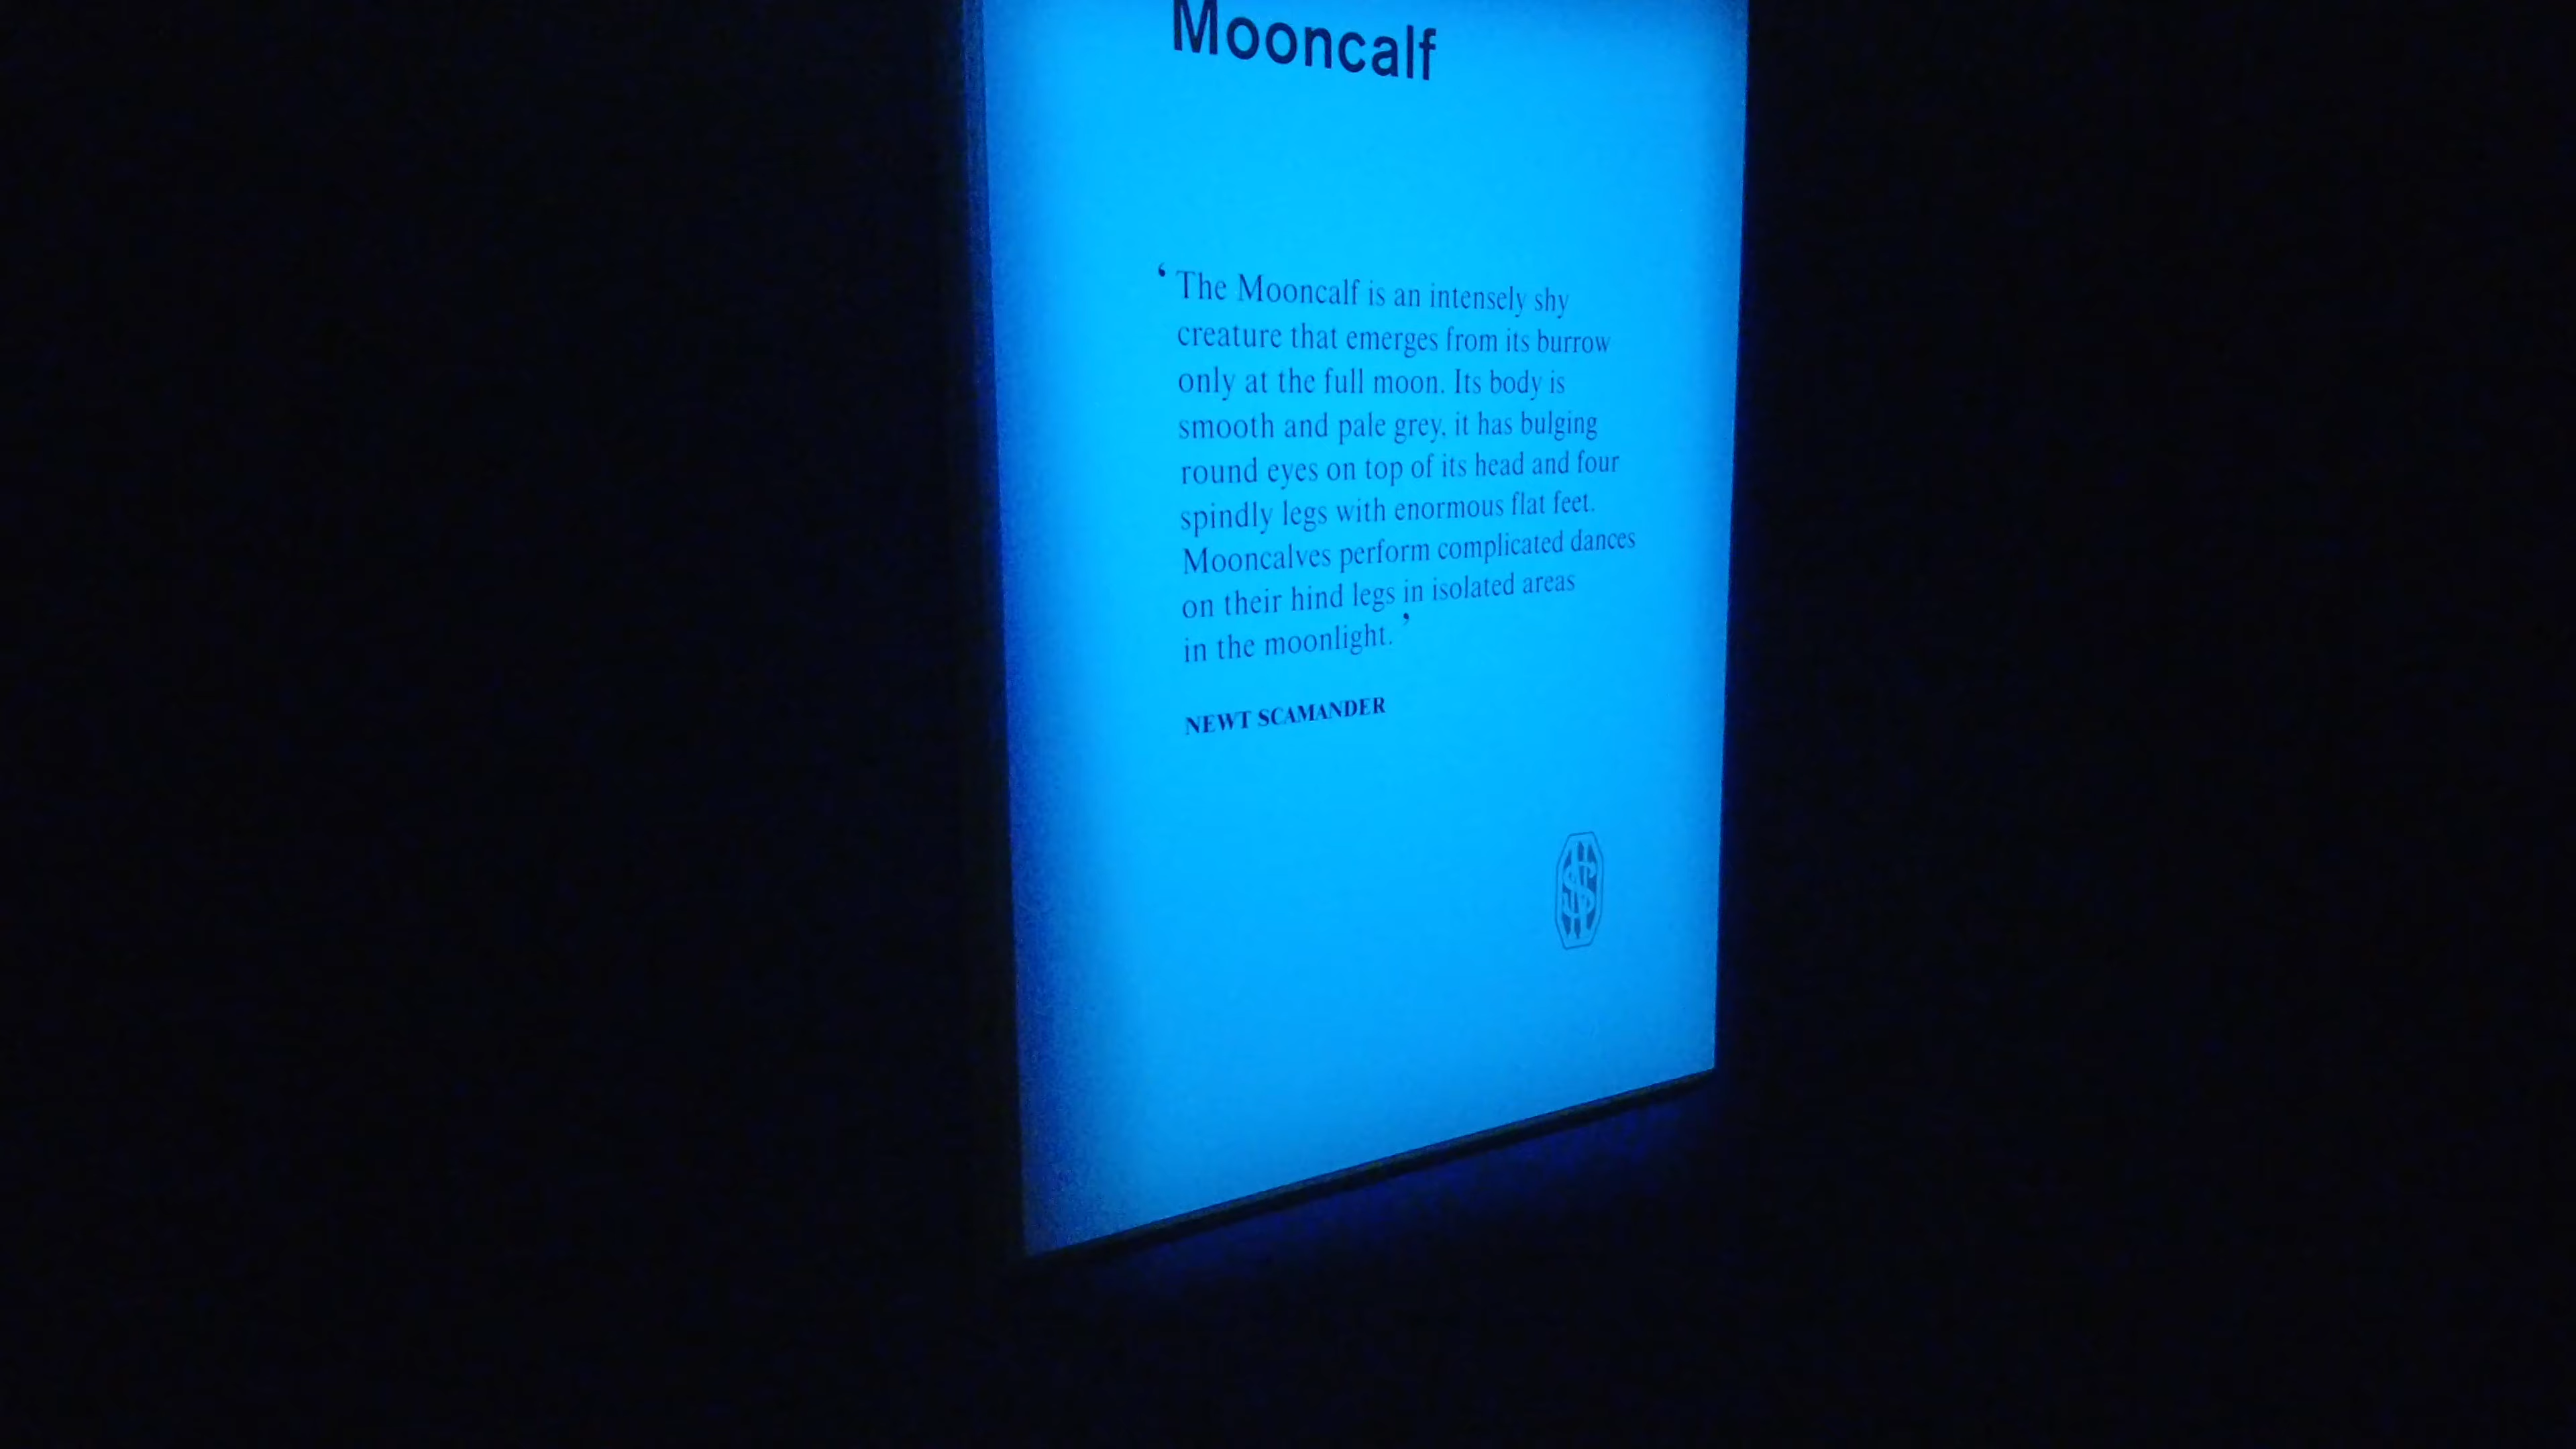 Mooncalf
‘ The Mooncalf is an intensely shy
creature that emerges from its burrow
only at the full moon. Its body is
smooth and pale grey, it has bulging
round eyes on top of its head and four
spindly legs with enormous flat feet.
Mooncalves perform complicated dances
on their hind legs in isolated areas
in the moonlight. ’
NEWT SCAMANDER
NS